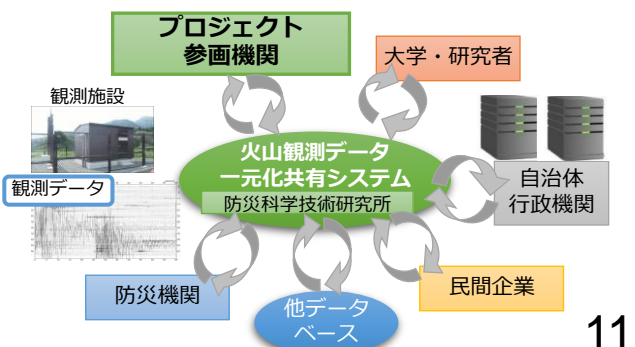 プロジェクト
参画機関
大学・研究者
観測施設
火山観測データ
一元化共有システム
防災科学技術研究所
観測データ
自治体
行政機関
防災機関
他データ
ベース
民間企業
11